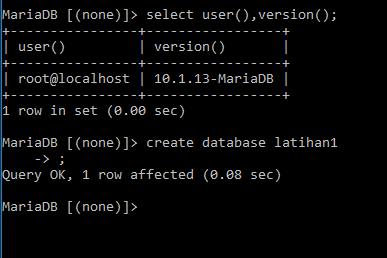 MariaDB [(none)]> select user(),version();
+----------------+-----------------+
| user()         | version()       |
+----------------+-----------------+
| root@localhost | 10.1.13-MariaDB |
+----------------+-----------------+
1 row in set (0.00 sec)
MariaDB [(none)]> create database latihan1
    -> ;
Query OK, 1 row affected (0.08 sec)
MariaDB [(none)]>